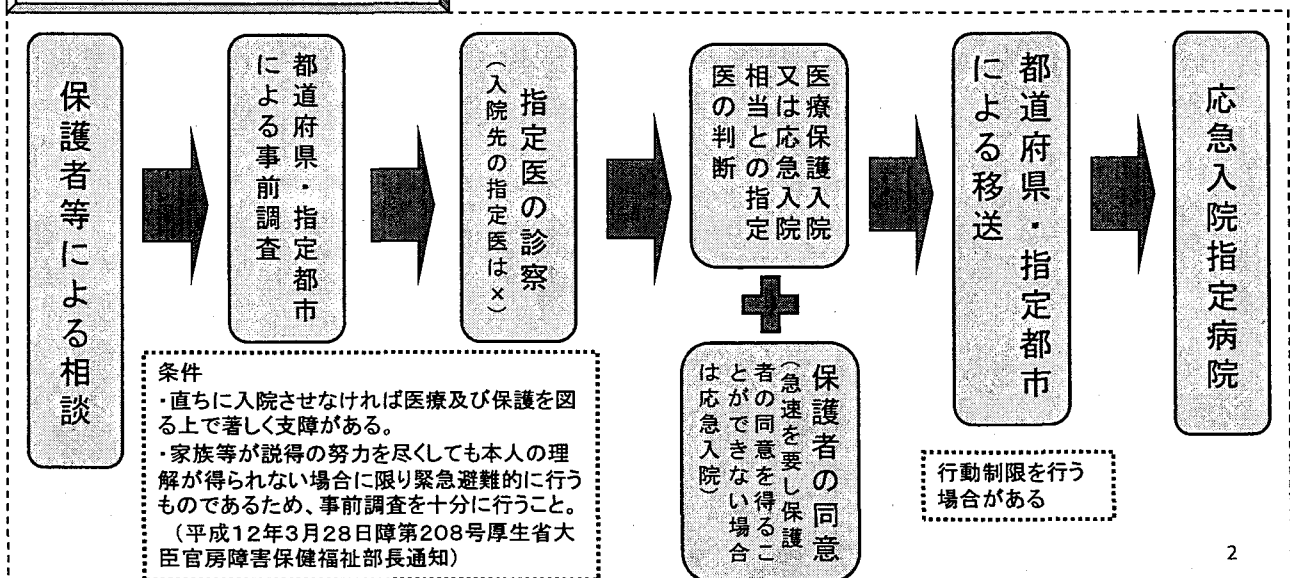 保護者等による相談
都道府県・指定都市
による事前調査
指定医の診察
（入院先の指定医は×）
医療保護入院
又は応急入院
相当との指定
医の判断
保護者の同意
（急速を要し保護
者の同意を得るこ
とができない場合
は応急入院）
都道府県・指定都市
による移送
応急入院指定病院
条件
・直ちに入院させなければ医療及び保護を図
る上で著しく支障がある。
・家族等が説得の努力を尽くしても本人の理
解が得られない場合に限り緊急避難的に行う
ものであるため、事前調査を十分に行うこと。
（平成12年3月28日障第208号厚生省大
臣官房障害保健福祉部長通知）
行動制限を行う
場合がある
2